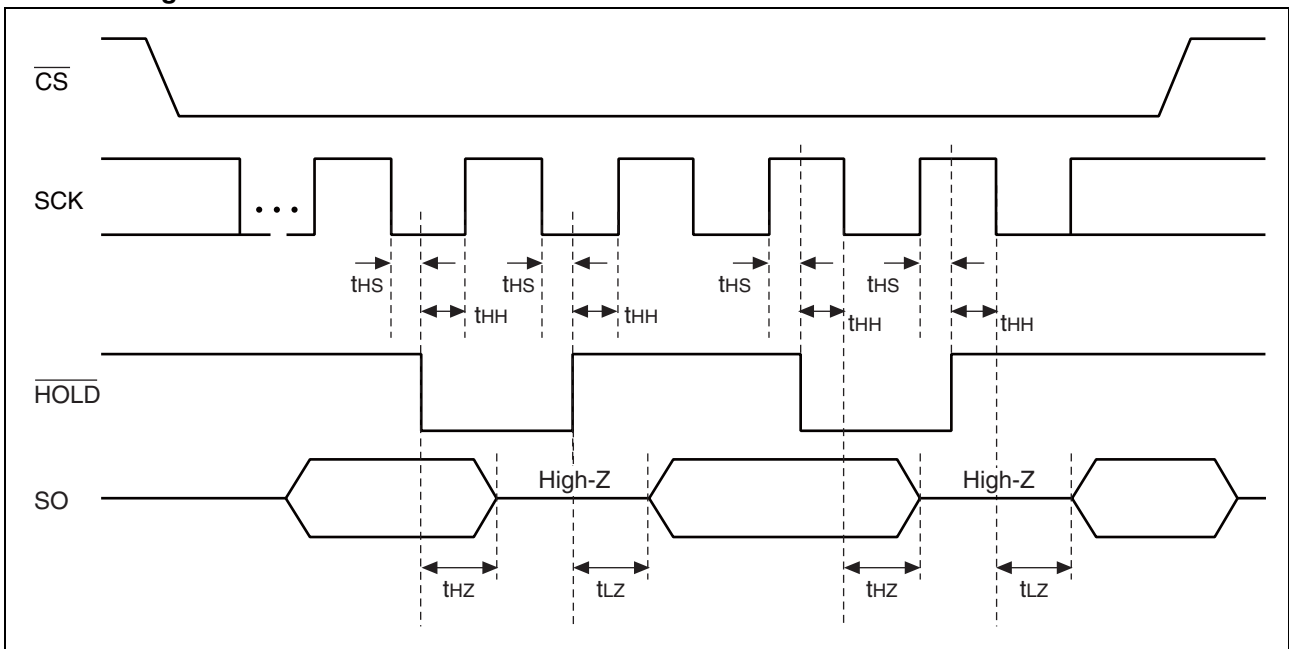 CS
SCK
...
tHS tHS tHS tHS
tHH tHH tHH tHH
HOLD
High-Z High-Z
SO
tHZ tLZ tHZ tLZ